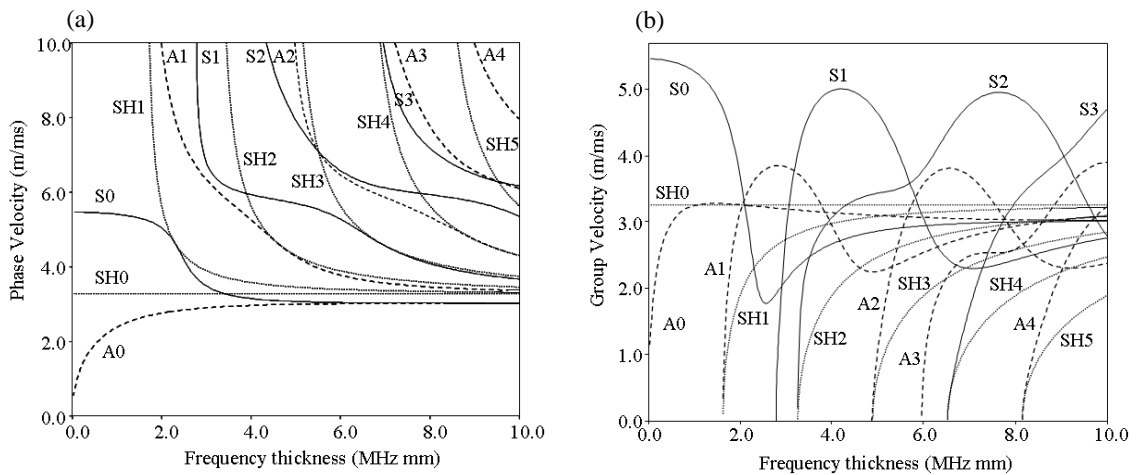 (a)
10.0
8.0
6.0
4.0
2.0
0.0
Phase Velocity (m/ms)
A1
S1
S2
A2
A3
A4
SH1
SH2
SH3
S3
SH4
SH5
S0
SH0
A0
0.0 2.0 4.0 6.0 8.0 10.0
Frequency thickness (MHz mm)
(b)
5.0
4.0
3.0
2.0
1.0
0.0
Group Velocity (m/ms)
S0
S1
S2
S3
SH0
A1
A0
SH1
SH2
A2
SH3
A3
SH4
A4
SH5
0.0 2.0 4.0 6.0 8.0 10.0
Frequency thickness (MHz mm)